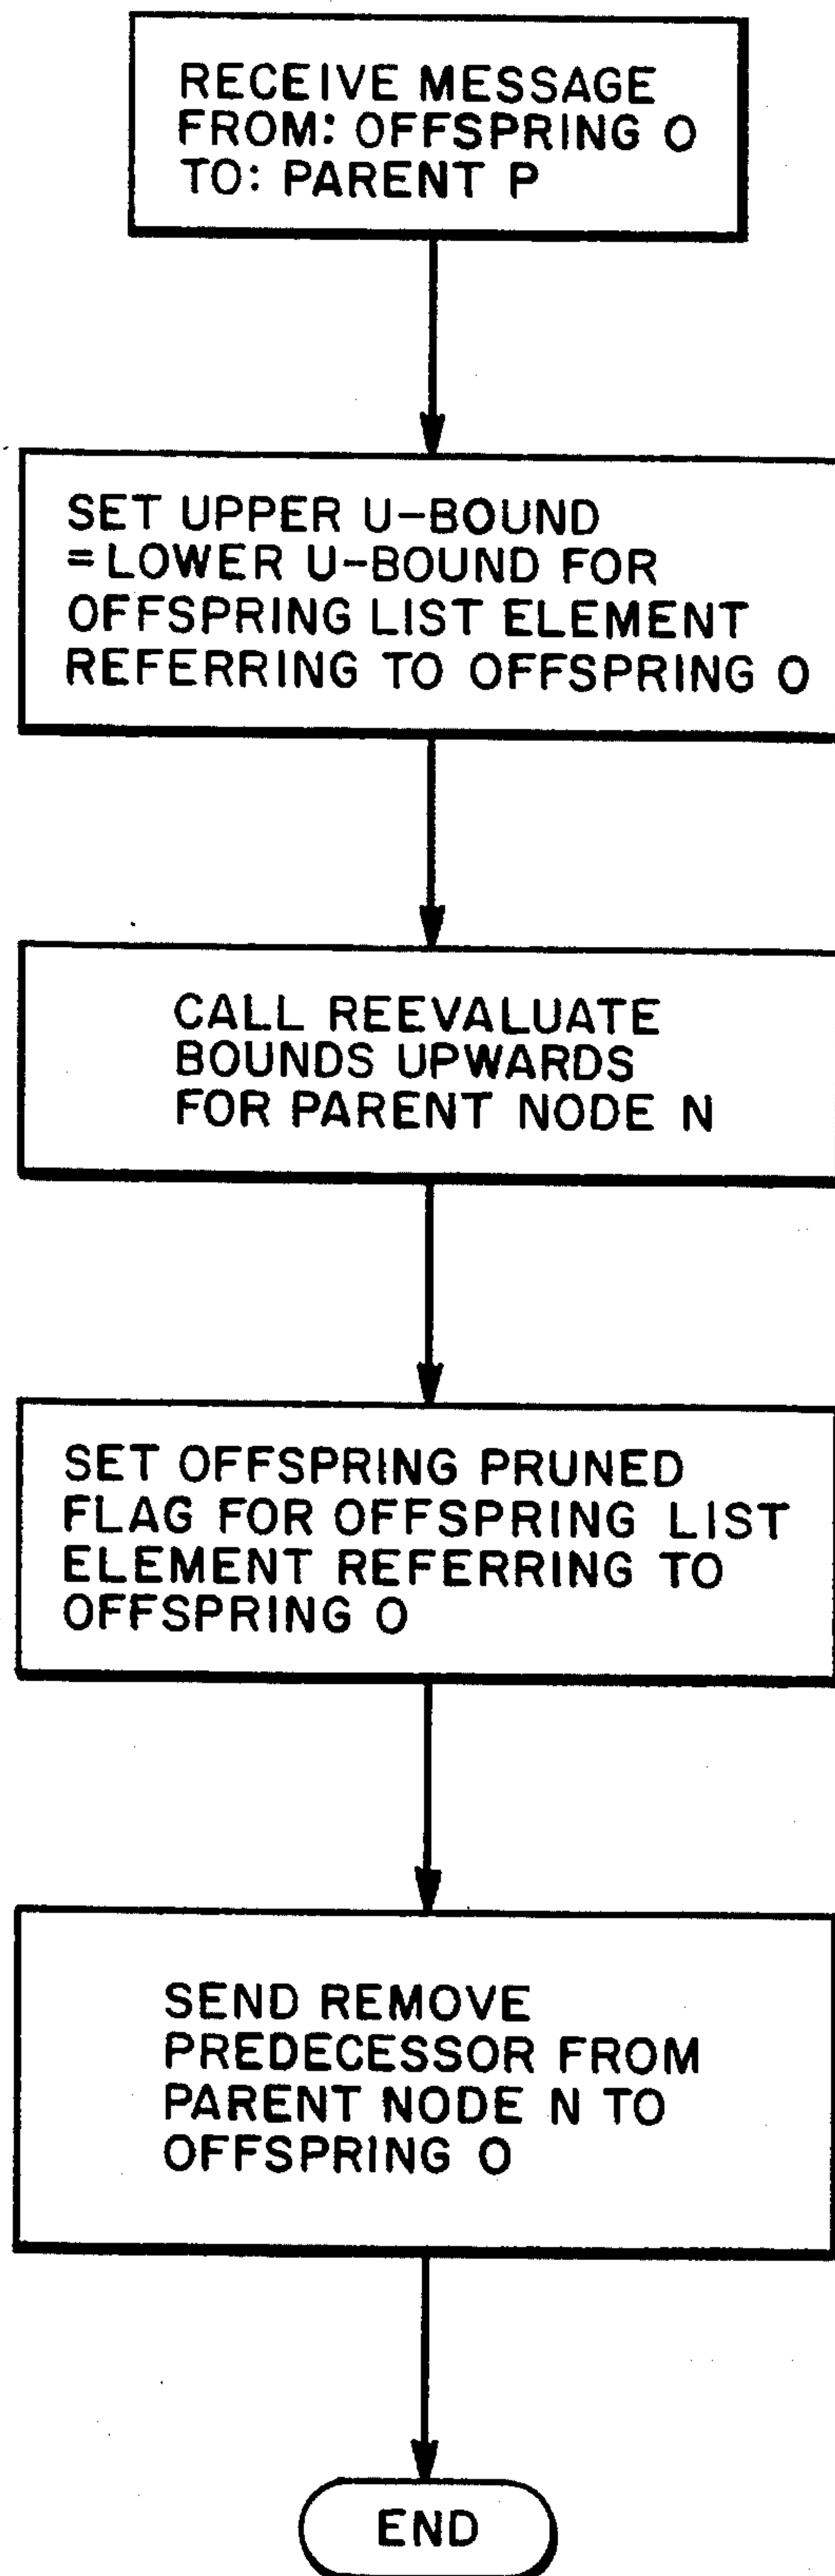 RECEIVE MESSAGE
FROM: OFFSPRING O
TO: PARENT P
SET UPPER U-BOUND
=LOWER U-BOUND FOR
OFFSPRING LIST ELEMENT
REFERRING TO OFFSPRING O
CALL REEVALUATE
BOUNDS UPWARDS
FOR PARENT NODE N
SET OFFSPRING PRUNED
FLAG FOR OFFSPRING LIST
ELEMENT REFERRING TO
OFFSPRING O
SEND REMOVE
PREDECESSOR FROM
PARENT NODE N TO
OFFSPRING O
END